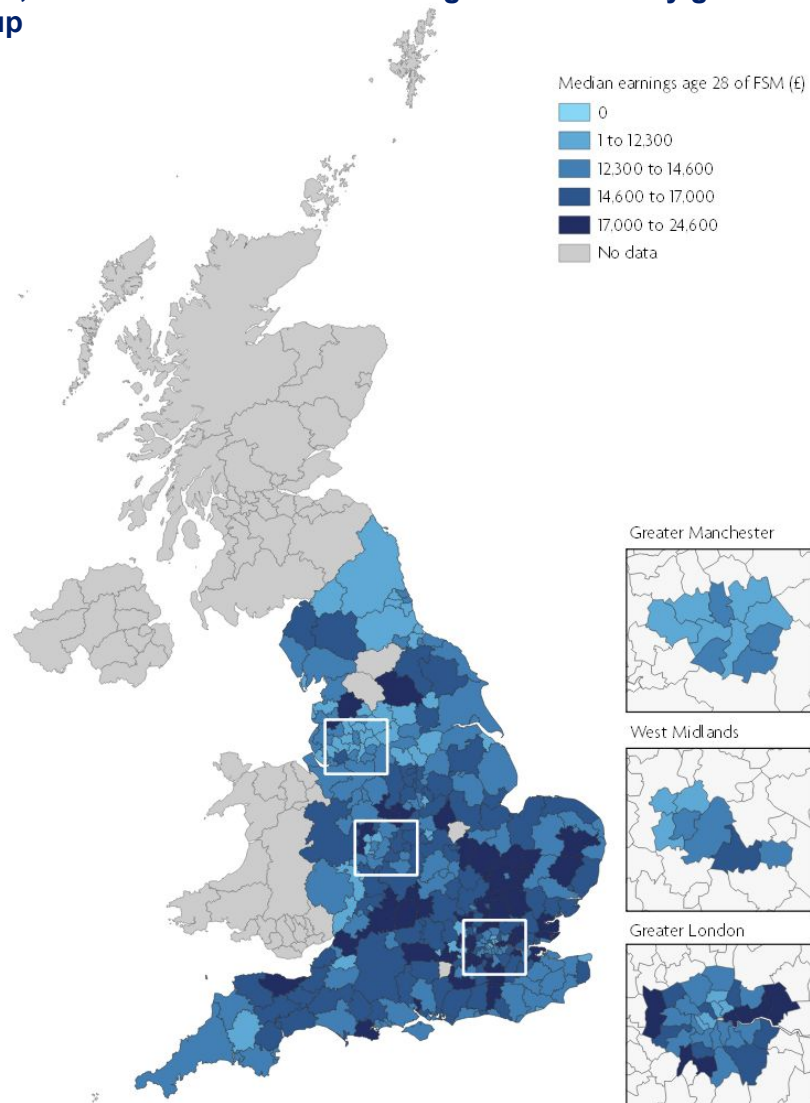 up
Median earnings age 28 of FSM (£)
0
1 to 12,300
12,300 to 14,600
14,600 to 17,000
17,000 to 24,600
No data
Greater Manchester
West Midlands
Greater London